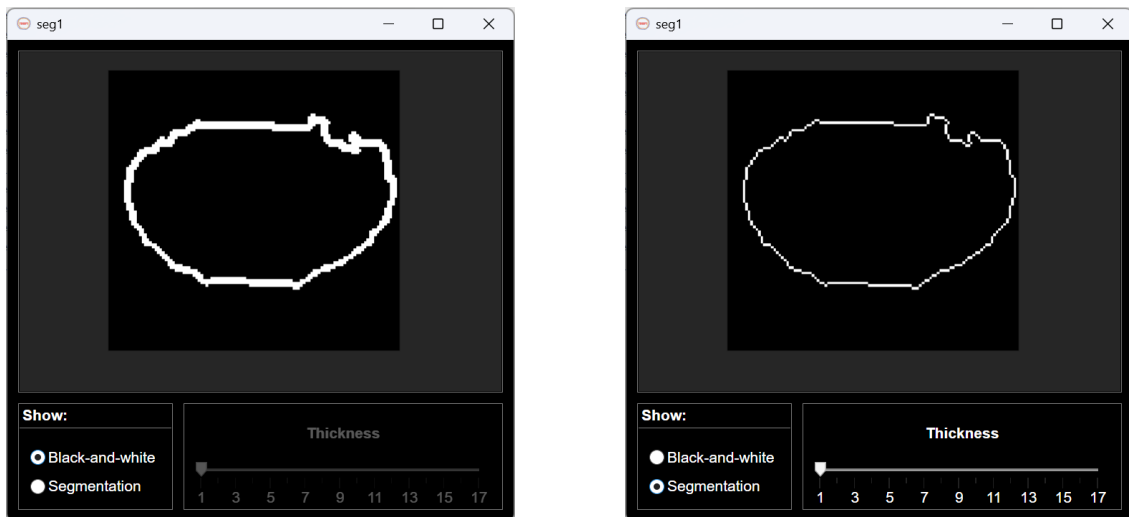 seg1
Show:
Black-and-white
Segmentation
Thickness
1 3 5 7 9 11 13 15 17
seg1
Show:
Black-and-white
Segmentation
Thickness
1 3 5 7 9 11 13 15 17